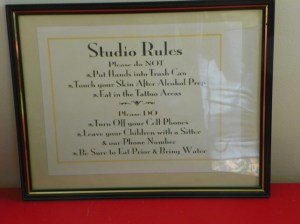 Studio Rules
Please do NOT
Put Hands into Trash Can
Touch your Skin After Alcohol Prep
Eat in the Tattoo Areas
Please DO
Turn Off your Cell Phones
Leave your Children with a Sitter
& our Phone Number
Be Sure to Eat Prior & Bring Water